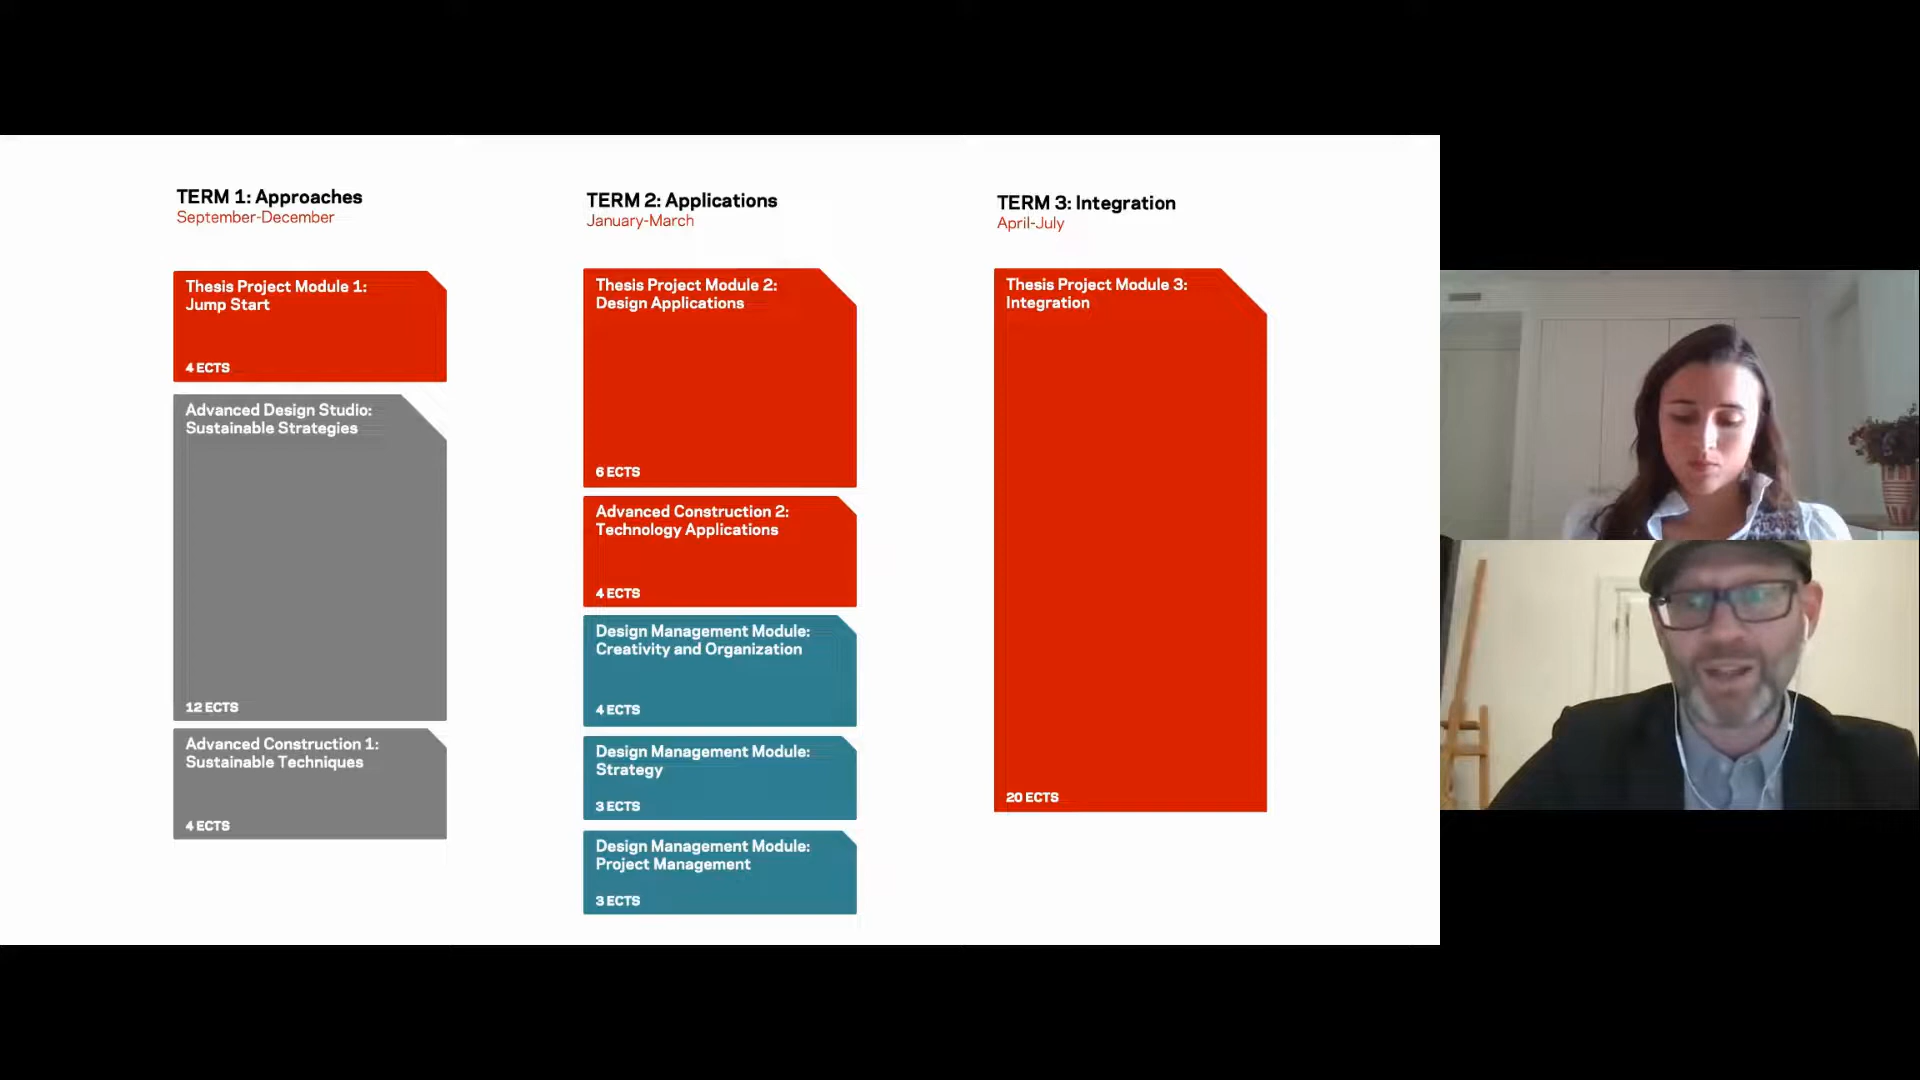 TERM 1: Approaches
September-December
Thesis Project Module 1:
Jump Start
4 ECTS
Advanced Design Studio:
Sustainable Strategies
12 ECTS
Advanced Construction 1:
Sustainable Techniques
4 ECTS
TERM 2: Applications
January-March
Thesis Project Module 2:
Design Applications
6 ECTS
Advanced Construction 2:
Technology Applications
4 ECTS
Design Management Module:
Creativity and Organization
4 ECTS
Design Management Module:
Strategy
3 ECTS
Design Management Module:
Project Management
3 ECTS
TERM 3: Integration
April-July
Thesis Project Module 3:
Integration
20 ECTS